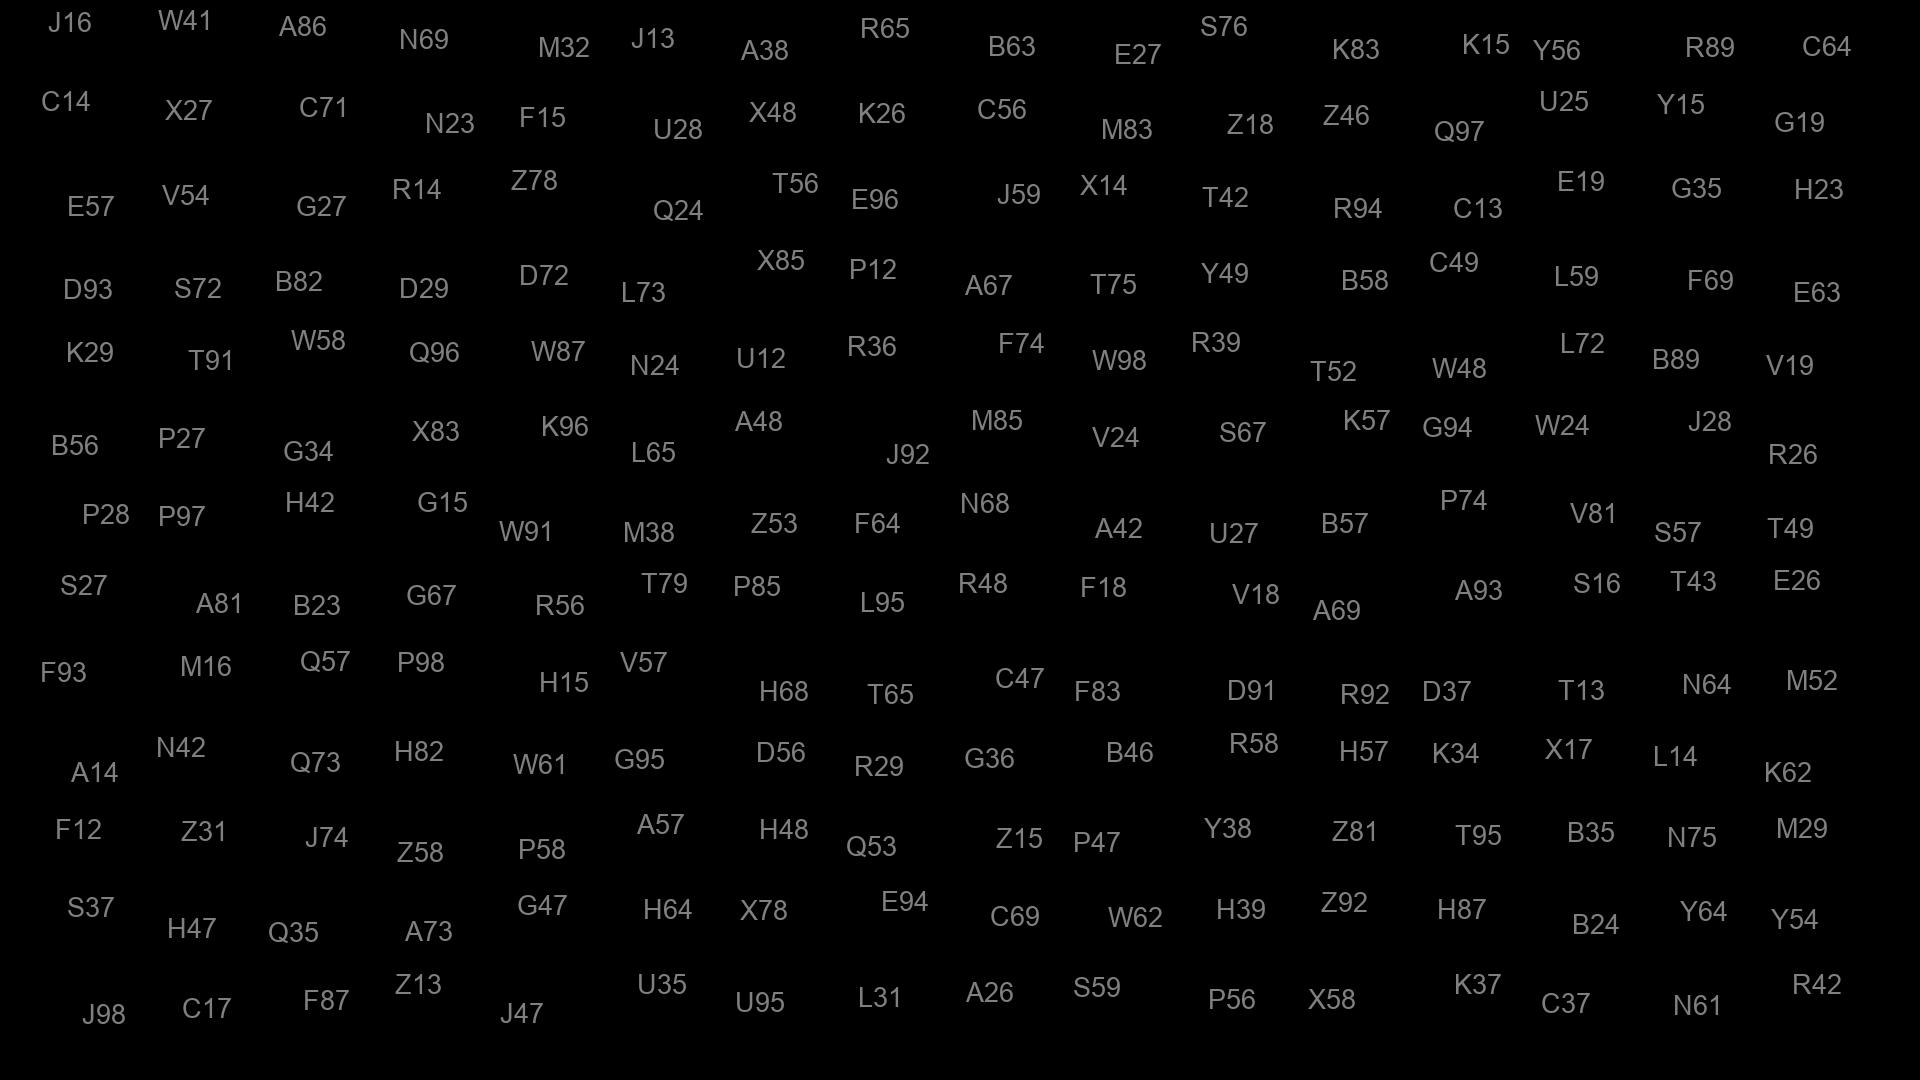 J16 W41 A86 N69 M32 J13 A38 R65 B63 E27 S76 K83 K15 Y56 R89 C64
C14 X27 C71 N23 F15 U28 X48 K26 C56 M83 Z18 Z46 Q97 U25 Y15 G19
E57 V54 G27 R14 Z78 Q24 T56 E96 J59 X14 T42 R94 C13 E19 G35 H23
D93 S72 B82 D29 D72 L73 X85 P12 A67 T75 Y49 B58 C49 L59 F69 E63
K29 T91 W58 Q96 W87 N24 U12 R36 F74 W98 R39 T52 W48 L72 B89 V19
B56 P27 G34 X83 K96 L65 A48 J92 M85 V24 S67 K57 G94 W24 J28 R26
P28 P97 H42 G15 W91 M38 Z53 F64 N68 A42 U27 B57 P74 V81 S57 T49
S27 A81 B23 G67 R56 T79 P85 L95 R48 F18 V18 A69 A93 S16 T43 E26
F93 M16 Q57 P98 H15 V57 H68 T65 C47 F83 D91 R92 D37 T13 N64 M52
A14 N42 Q73 H82 W61 G95 D56 R29 G36 B46 R58 H57 K34 X17 L14 K62
F12 Z31 J74 Z58 P58 A57 H48 Q53 Z15 P47 Y38 Z81 T95 B35 N75 M29
S37 H47 Q35 A73 G47 H64 X78 E94 C69 W62 H39 Z92 H87 B24 Y64 Y54
J98 C17 F87 Z13 J47 U35 U95 L31 A26 S59 P56 X58 K37 C37 N61 R42